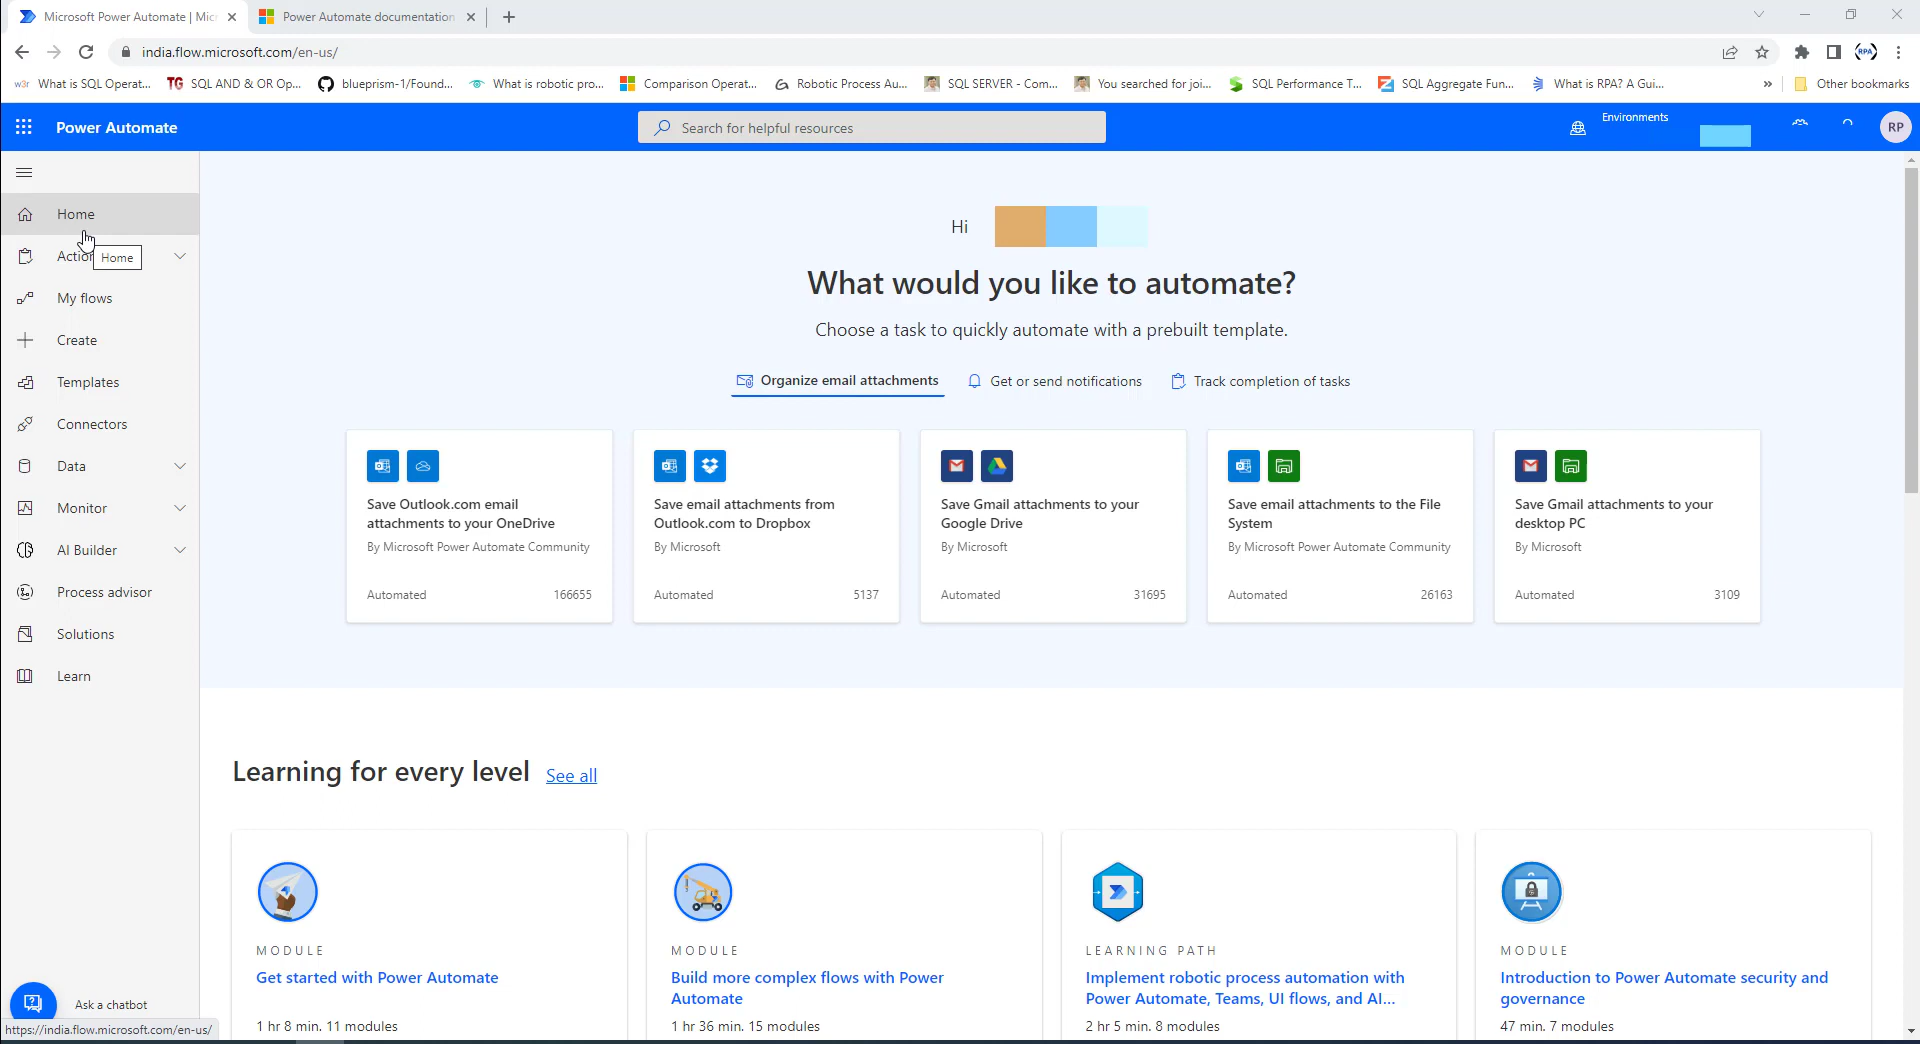 Microsoft Power Automate | Mic
Power Automate documentation
india.flow.microsoft.com/en-us/
w3r What is SQL Operat...
TG SQL AND & OR Op...
blueprism-1/Found...
What is robotic pro...
Comparison Operat...
Robotic Process Au...
SQL SERVER - Com...
You searched for joi...
SQL Performance T...
SQL Aggregate Fun...
What is RPA? A Gui...
»
Other bookmarks
Power Automate
Search for helpful resources
Environments
RP
Home
Action
Home
My flows
Create
Templates
Connectors
Data
Monitor
AI Builder
Process advisor
Solutions
Learn
Ask a chatbot
https://india.flow.microsoft.com/en-us/
Hi
What would you like to automate?
Choose a task to quickly automate with a prebuilt template.
Organize email attachments
Get or send notifications
Track completion of tasks
Save Outlook.com email
attachments to your OneDrive
By Microsoft Power Automate Community
Automated 166655
Save email attachments from
Outlook.com to Dropbox
By Microsoft
Automated 5137
Save Gmail attachments to your
Google Drive
By Microsoft
Automated 31695
Save email attachments to the File
System
By Microsoft Power Automate Community
Automated 26163
Save Gmail attachments to your
desktop PC
By Microsoft
Automated 3109
Learning for every level See all
MODULE
Get started with Power Automate
1 hr 8 min. 11 modules
MODULE
Build more complex flows with Power
Automate
1 hr 36 min. 15 modules
LEARNING PATH
Implement robotic process automation with
Power Automate, Teams, UI flows, and AI...
2 hr 5 min. 8 modules
MODULE
Introduction to Power Automate security and
governance
47 min. 7 modules